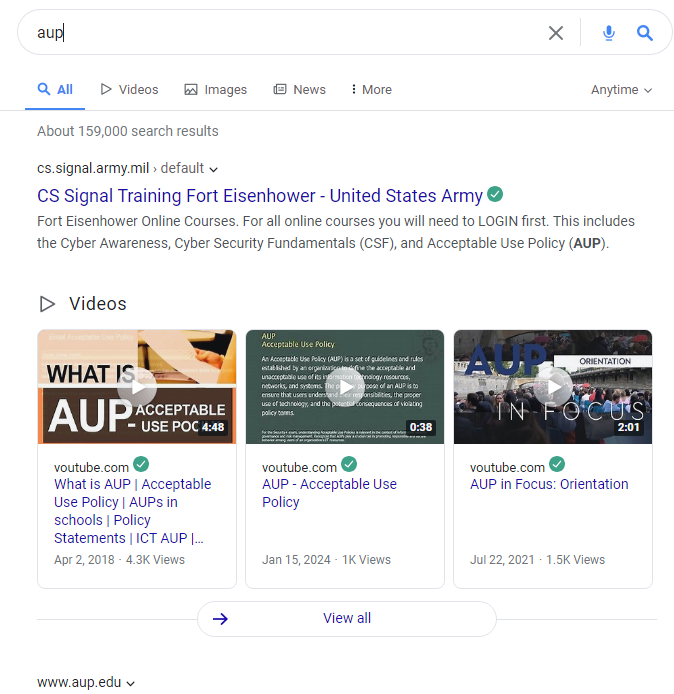 aup
All
Videos
Images
News
More
Anytime
About 159,000 search results
cs.signal.army.mil › default
CS Signal Training Fort Eisenhower - United States Army
Fort Eisenhower Online Courses. For all online courses you will need to LOGIN first. This includes
the Cyber Awareness, Cyber Security Fundamentals (CSF), and Acceptable Use Policy (AUP).
Videos
WHAT IS
AUP-
ACCEPTABLE
USE
4:48
AUP
Acceptable Use Policy
An Acceptable Use Policy (AUP) is a set of guidelines and rules
established by an organization to define the acceptable and
unacceptable use of its information technology resources,
networks, and systems. The purpose of an AUP is to
ensure that users understand their responsibilities, the proper
use of technology, and the potential consequences of violating
policy terms.
0:38
AUP
ORIENTATION
IN FOCUS
2:01
voutube.com
What is AUP | Acceptable
Use Policy | AUPs in
schools | Policy
Statements | ICT AUP |...
Apr 2, 2018 · 4.3K Views
voutube.com
AUP - Acceptable Use
Policy
Jan 15, 2024 · 1K Views
voutube.com
AUP in Focus: Orientation
Jul 22, 2021 · 1.5K Views
View all
www.aup.edu